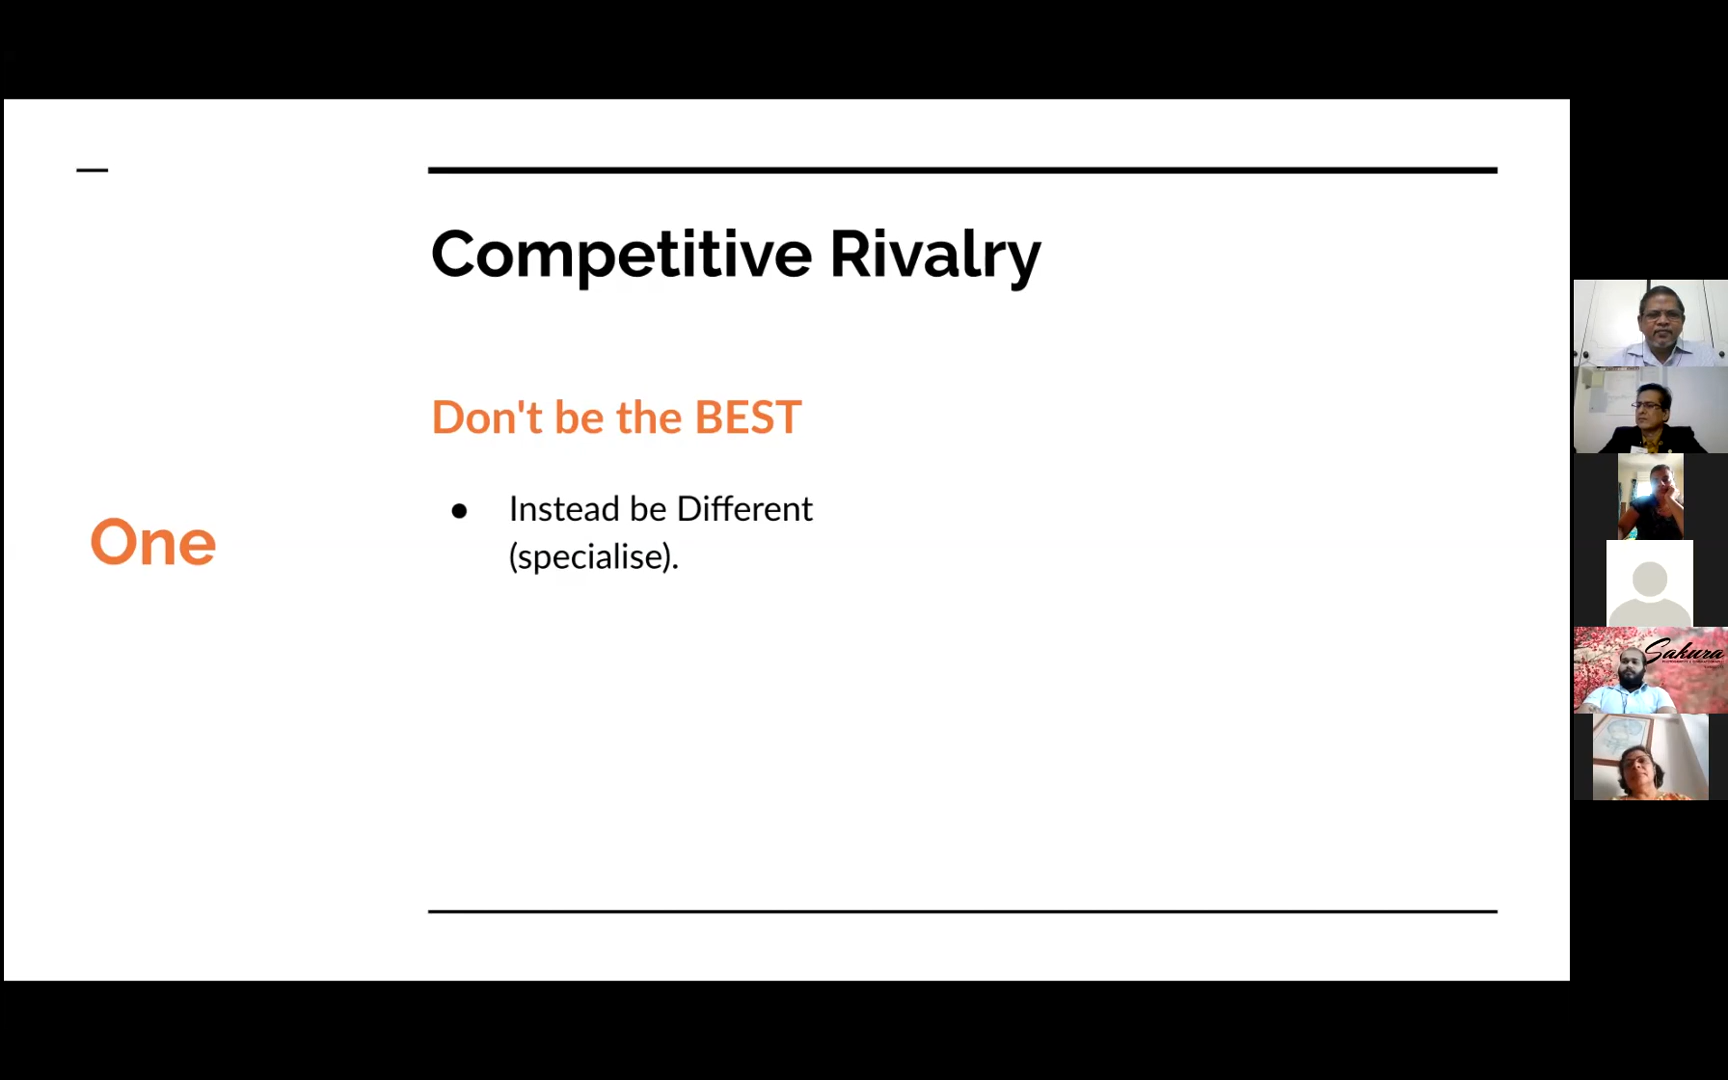 Competitive Rivalry
Don't be the BEST
One
● Instead be Different
(specialise).
Sakura